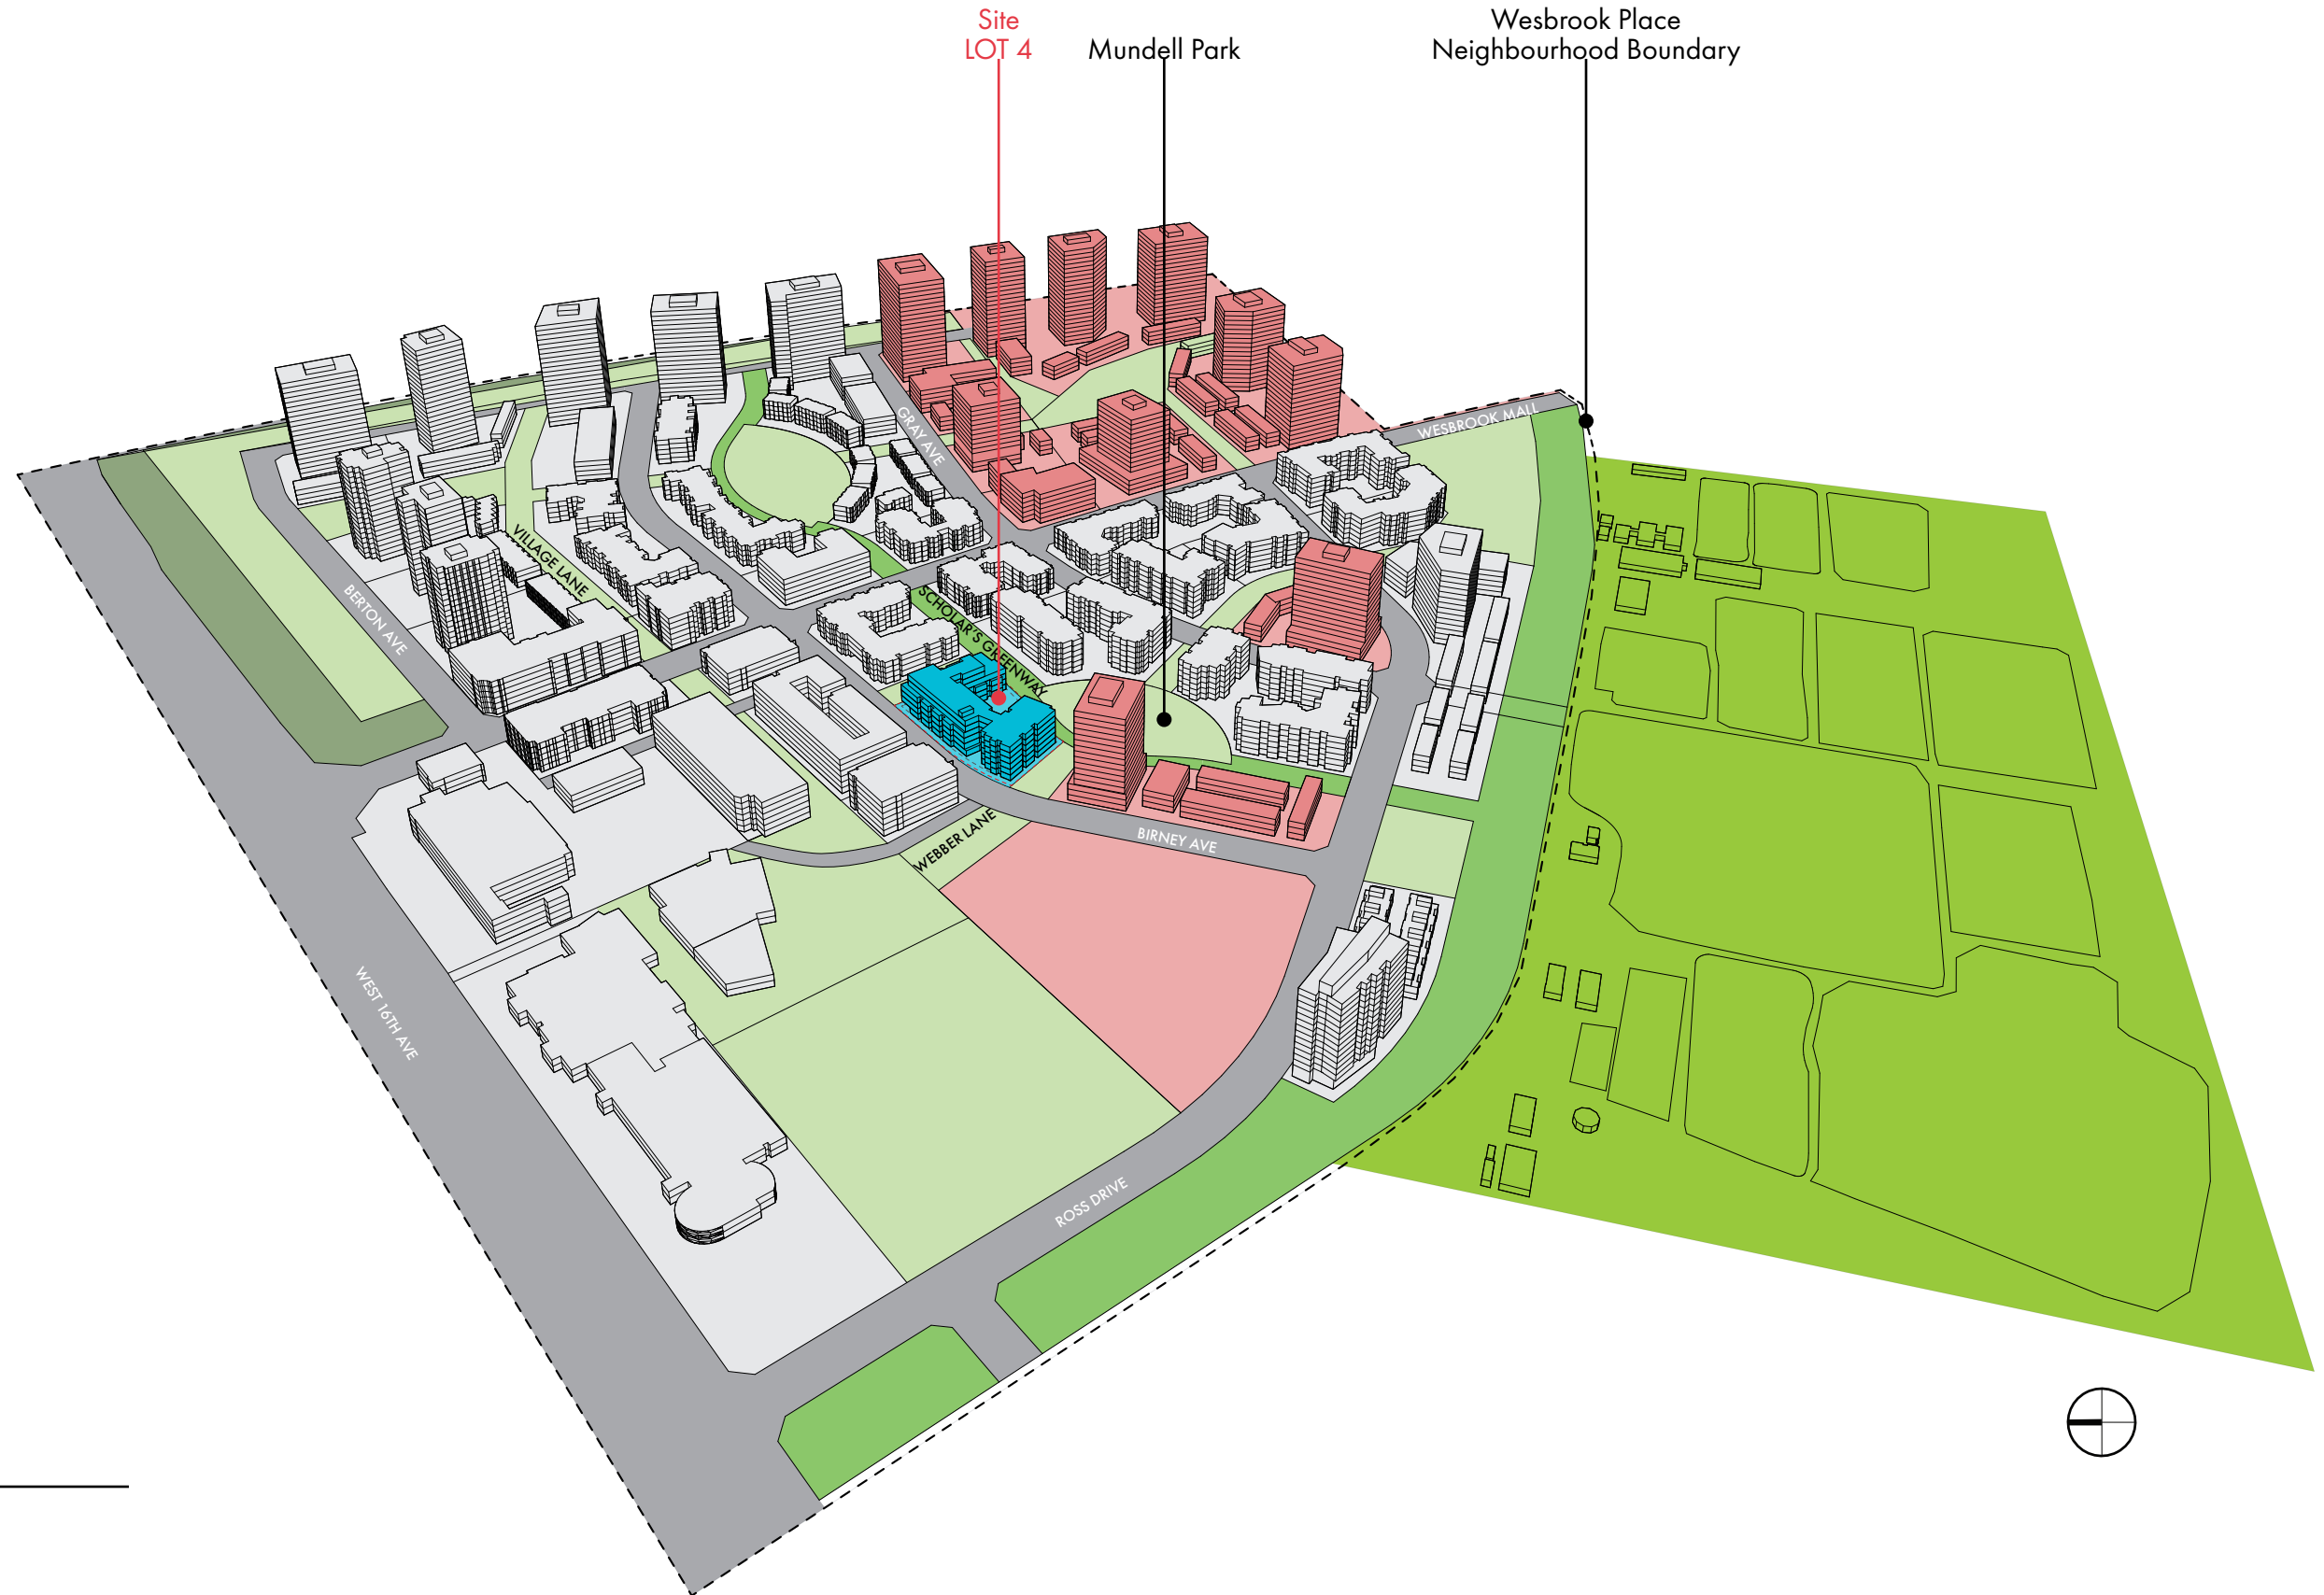 Site
LOT 4
Mundell Park
Wesbrook Place
Neighbourhood Boundary
WESBROOK MALL
GRAY AVE
VILLAGE LANE
BERTON AVE
SCHOLAR'S GREENWAY
WEBBER LANE
BIRNEY AVE
WEST 16TH AVE
ROSS DRIVE